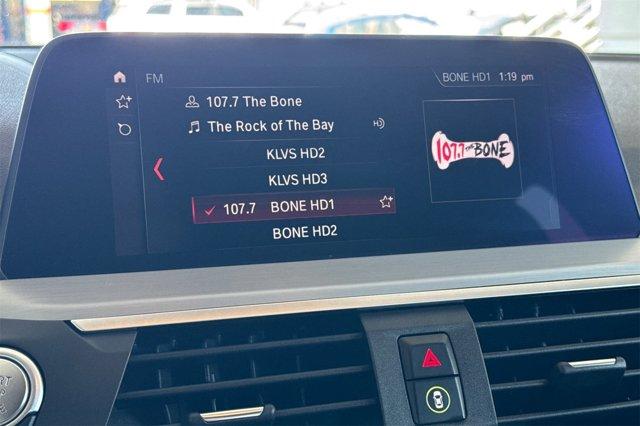 FM
BONE HD1 1:19 pm
107.7 The Bone
The Rock of The Bay
KLVS HD2
KLVS HD3
107.7 BONE HD1
BONE HD2
107.7 THE BONE